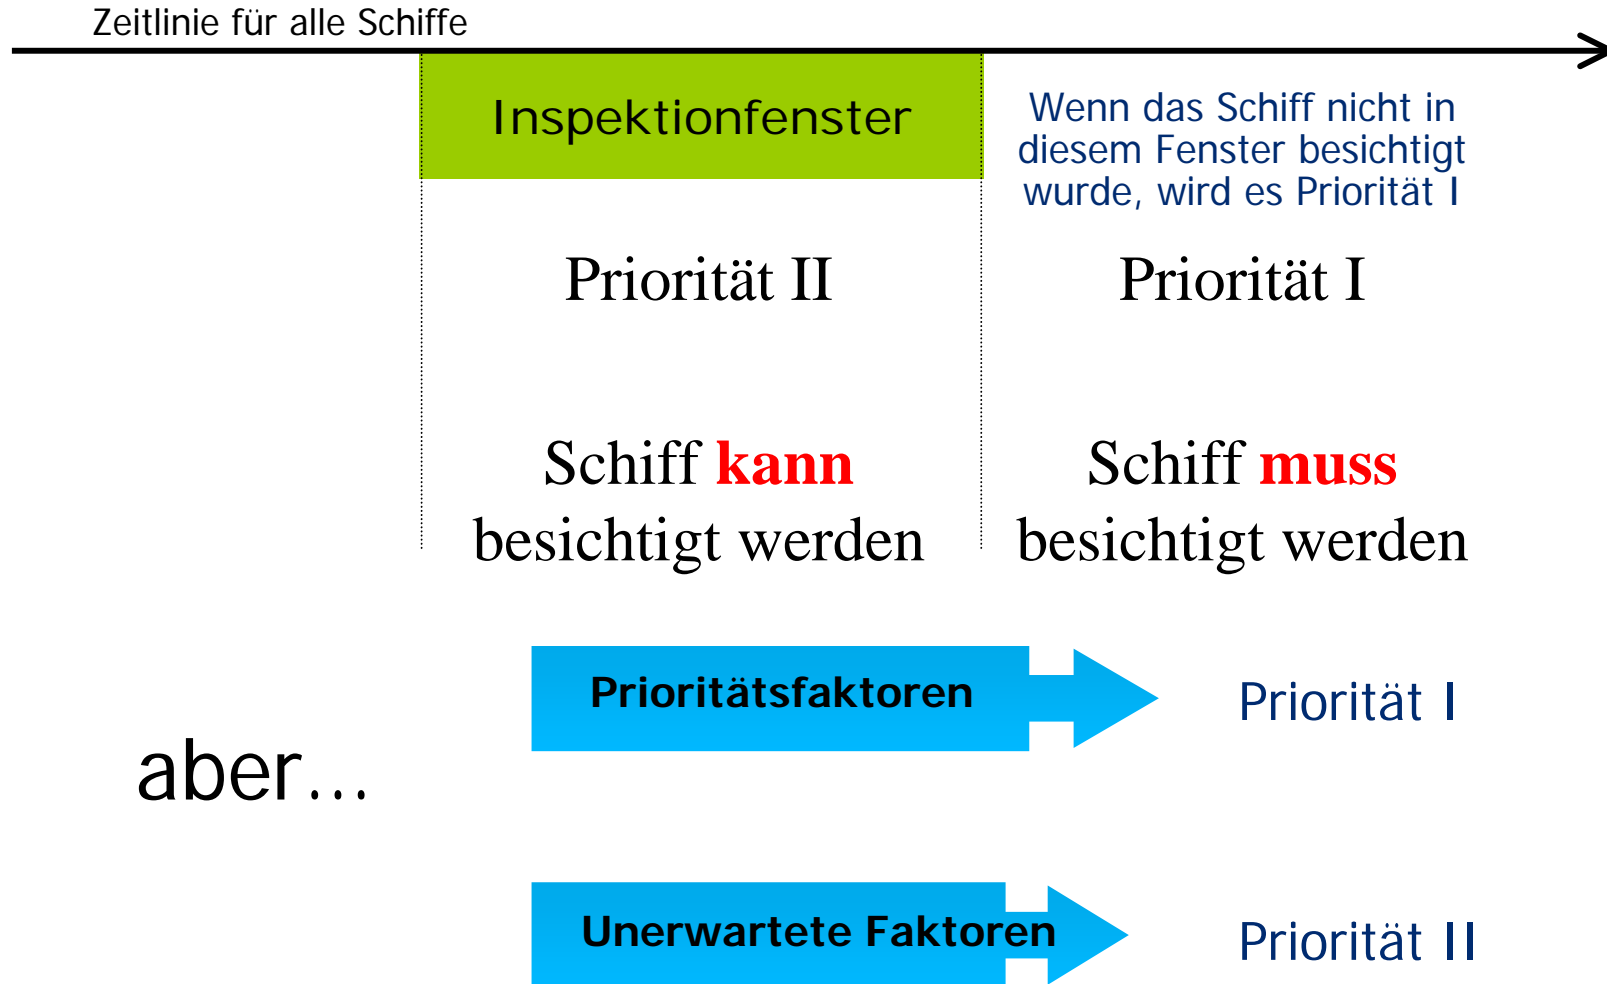 Zeitlinie für alle Schiffe
Inspektionfenster
Wenn das Schiff nicht in
diesem Fenster besichtigt
wurde, wird es Priorität I
Priorität II
Priorität I
Schiff kann
besichtigt werden
Schiff muss
besichtigt werden
aber...
Prioritätsfaktoren
Priorität I
Unerwartete Faktoren
Priorität II